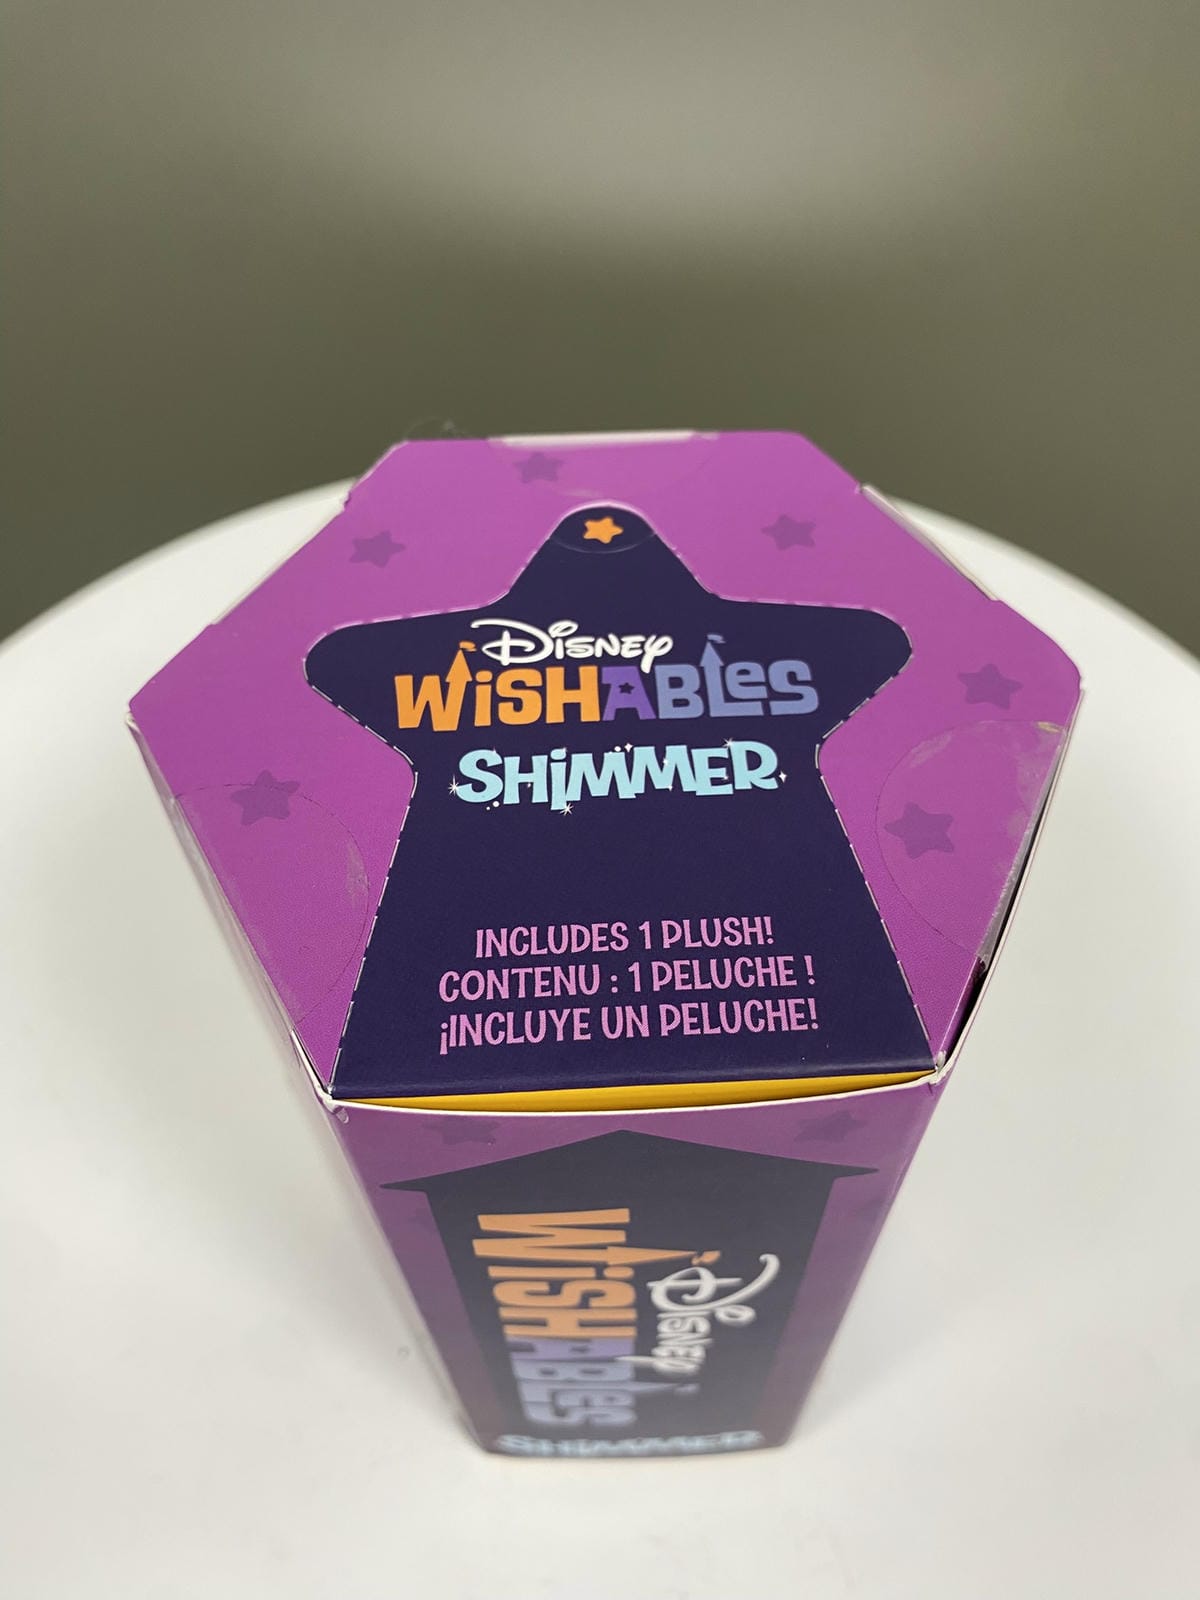 Disney
WiSHABLes
SHiMMER
INCLUDES 1 PLUSH!
CONTENU : 1 PELUCHE !
¡INCLUYE UN PELUCHE!
Disney
WiSHABLes
SHiMMER